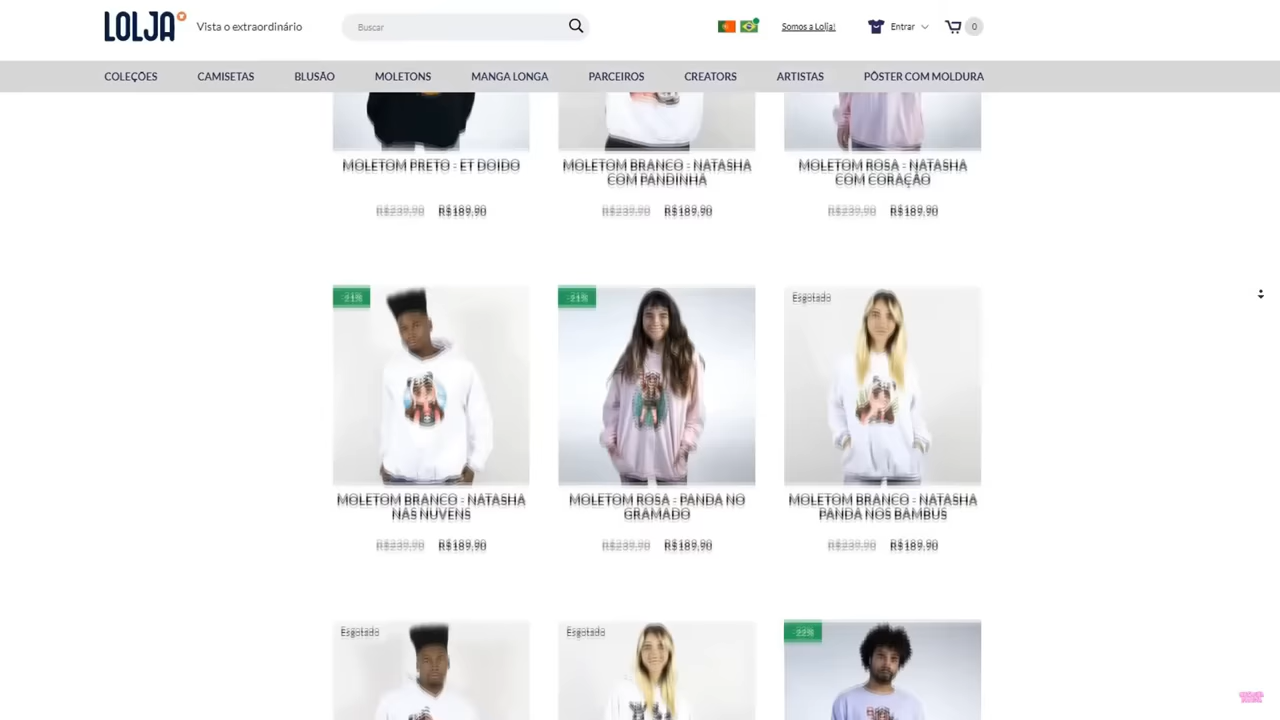 LOLJA
Vista o extraordinário
Buscar
Somos a Lolja!
Entrar
0
COLEÇÕES
CAMISETAS
BLUSÃO
MOLETONS
MANGA LONGA
PARCEIROS
CREATORS
ARTISTAS
PÔSTER COM MOLDURA
MOLETOM PRETO - ET DOIDO
R$239,90 R$189,90
MOLETOM BRANCO - NATASHA
COM PANDINHA
R$239,90 R$189,90
MOLETOM ROSA - NATASHA
COM CORAÇÃO
R$239,90 R$189,90
-21%
MOLETOM BRANCO - NATASHA
NAS NUVENS
R$239,90 R$189,90
-21%
MOLETOM ROSA - PANDA NO
GRAMADO
R$239,90 R$189,90
Esgotado
MOLETOM BRANCO - NATASHA
PANDA NOS BAMBUS
R$239,90 R$189,90
Esgotado
Esgotado
-22%